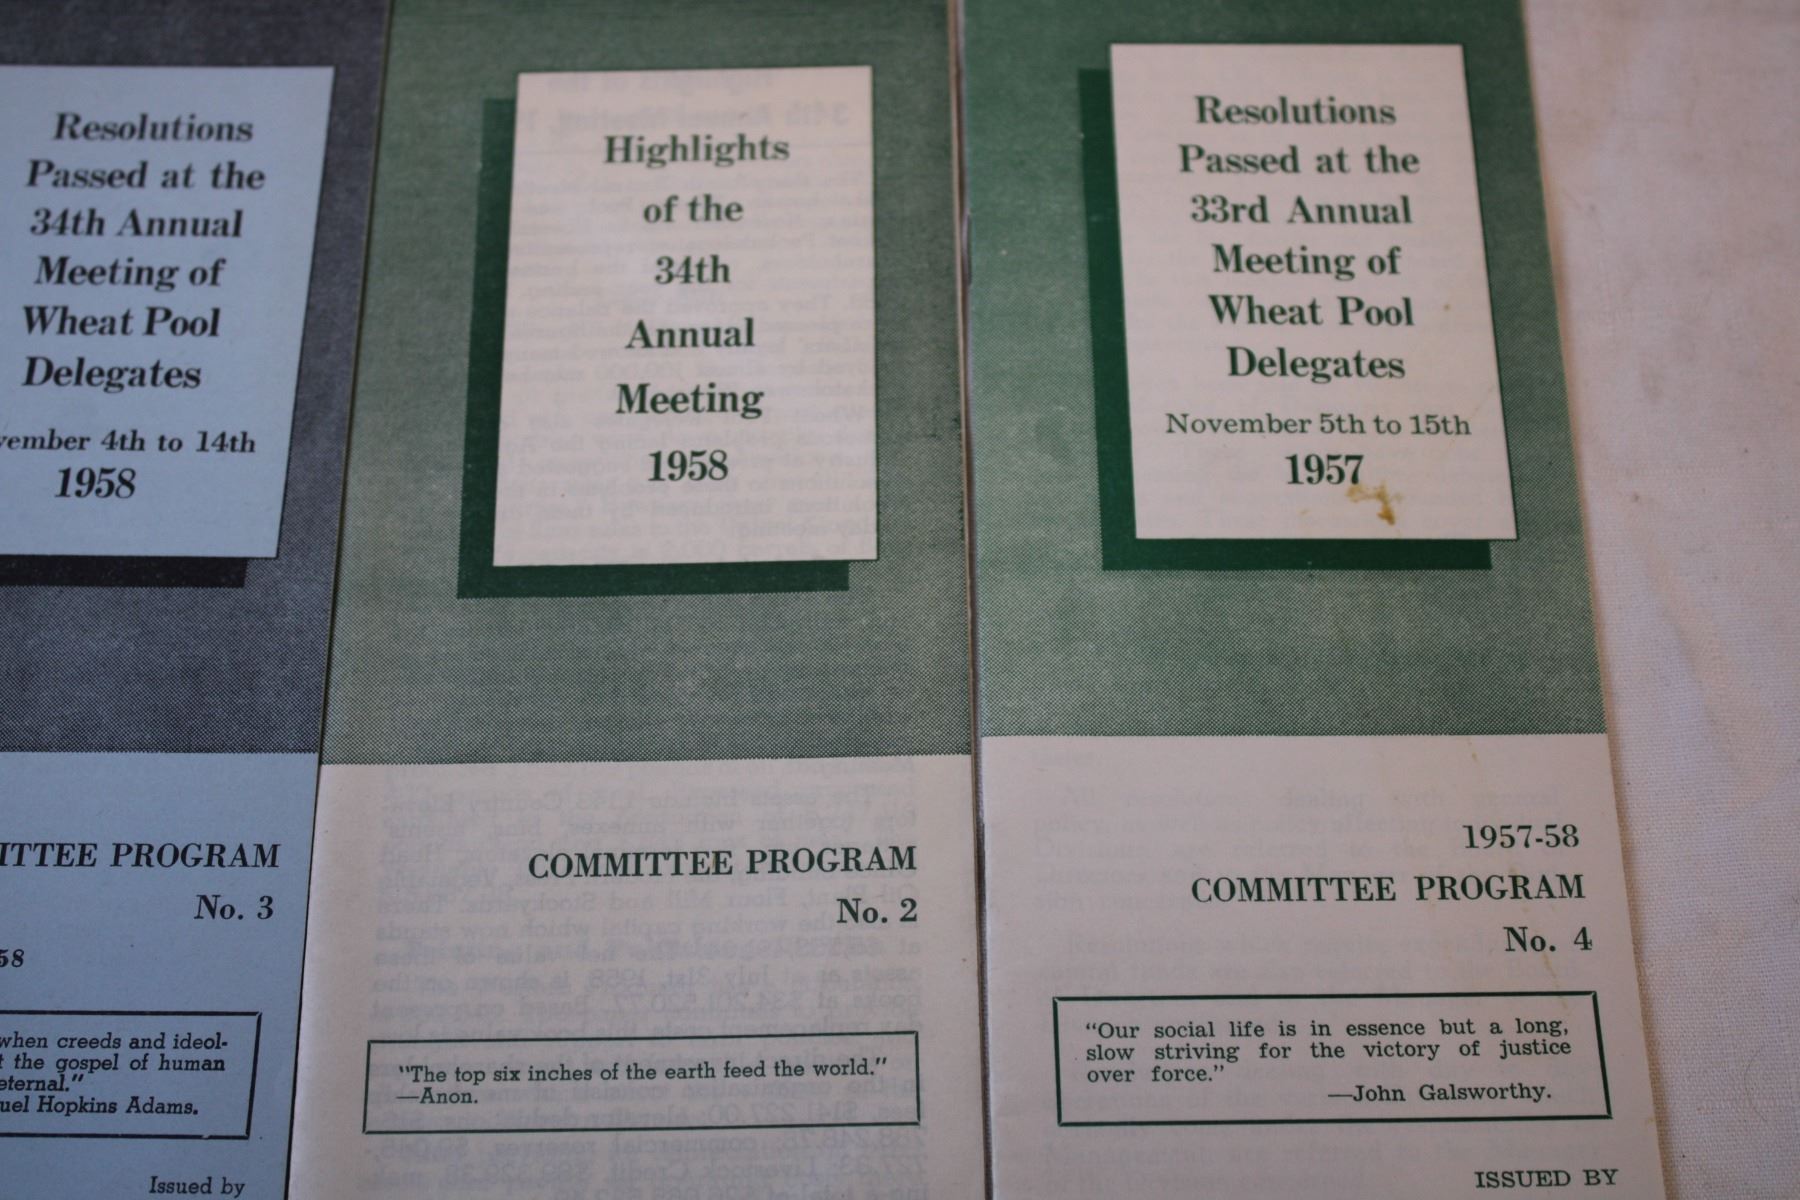 Resolutions
Passed at the
34th Annual
Meeting of
Wheat Pool
Delegates
vember 4th to 14th
1958
ITTEE PROGRAM
No. 3
58
when creeds and ideol-
t the gospel of human
eternal."
uel Hopkins Adams.
Issued by
Highlights
of the
34th
Annual
Meeting
1958
COMMITTEE PROGRAM
No. 2
"The top six inches of the earth feed the world."
—Anon.
Resolutions
Passed at the
33rd Annual
Meeting of
Wheat Pool
Delegates
November 5th to 15th
1957
1957-58
COMMITTEE PROGRAM
No. 4
"Our social life is in essence but a long,
slow striving for the victory of justice
over force."
—John Galsworthy.
ISSUED BY